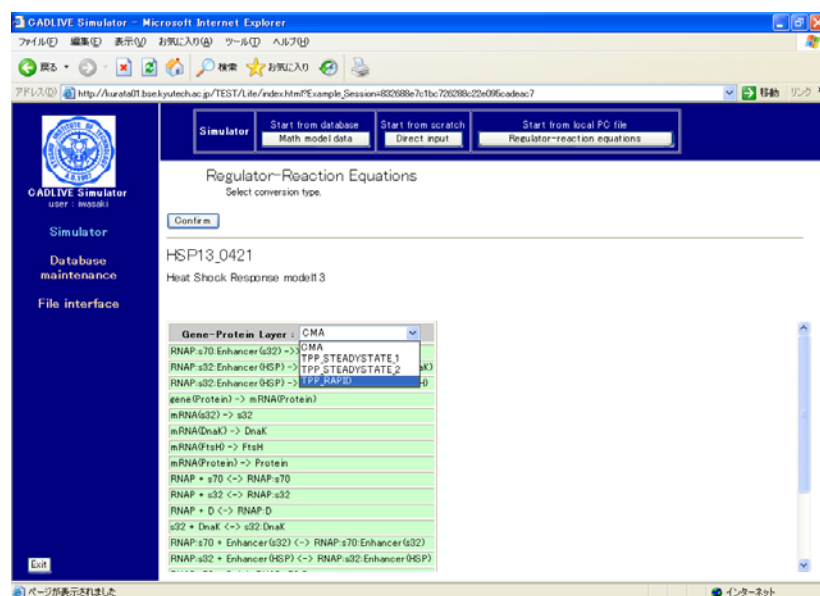 CADLIVE Simulator - Microsoft Internet Explorer
ファイル(F) 編集(E) 表示(V) お気に入り(A) ツール(T) ヘルプ(H)
戻る 検索 お気に入り
アドレス(D) http://kurata01.bse.kyutech.ac.jp/TEST/Life/index.html?Example_Session=832688e7c1bc726288c22e095cadeac7 移動 リンク
Simulator
Start from database
Math model data
Start from scratch
Direct input
Start from local PC file
Regulator-reaction equations
CADLIVE Simulator
user : iwasaki
Simulator
Database
maintenance
File interface
Exit
Regulator-Reaction Equations
Select conversion type.
Confirm
HSP13_0421
Heat Shock Response model13
Gene-Protein Layer : CMA
CMA
TPP_STEADYSTATE_1
TPP_STEADYSTATE_2
TPP_RAPID
RNAP:s70:Enhancer(s32) ->
RNAP:s32:Enhancer(HSP) ->
RNAP:s32:Enhancer(HSP) ->
gene(Protein) -> mRNA(Protein)
mRNA(s32) -> s32
mRNA(DnaK) -> DnaK
mRNA(FtsH) -> FtsH
mRNA(Protein) -> Protein
RNAP + s70 <-> RNAP:s70
RNAP + s32 <-> RNAP:s32
RNAP + D <-> RNAP:D
s32 + DnaK <-> s32:DnaK
RNAP:s70 + Enhancer(s32) <-> RNAP:s70:Enhancer(s32)
RNAP:s32 + Enhancer(HSP) <-> RNAP:s32:Enhancer(HSP)
ページが表示されました インターネット